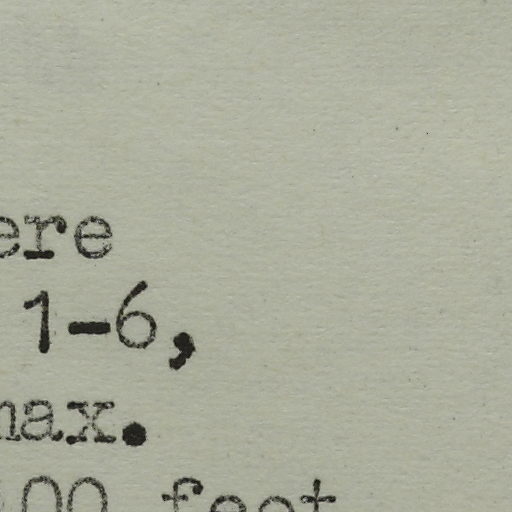 ere
1-6,
max.
00 feet